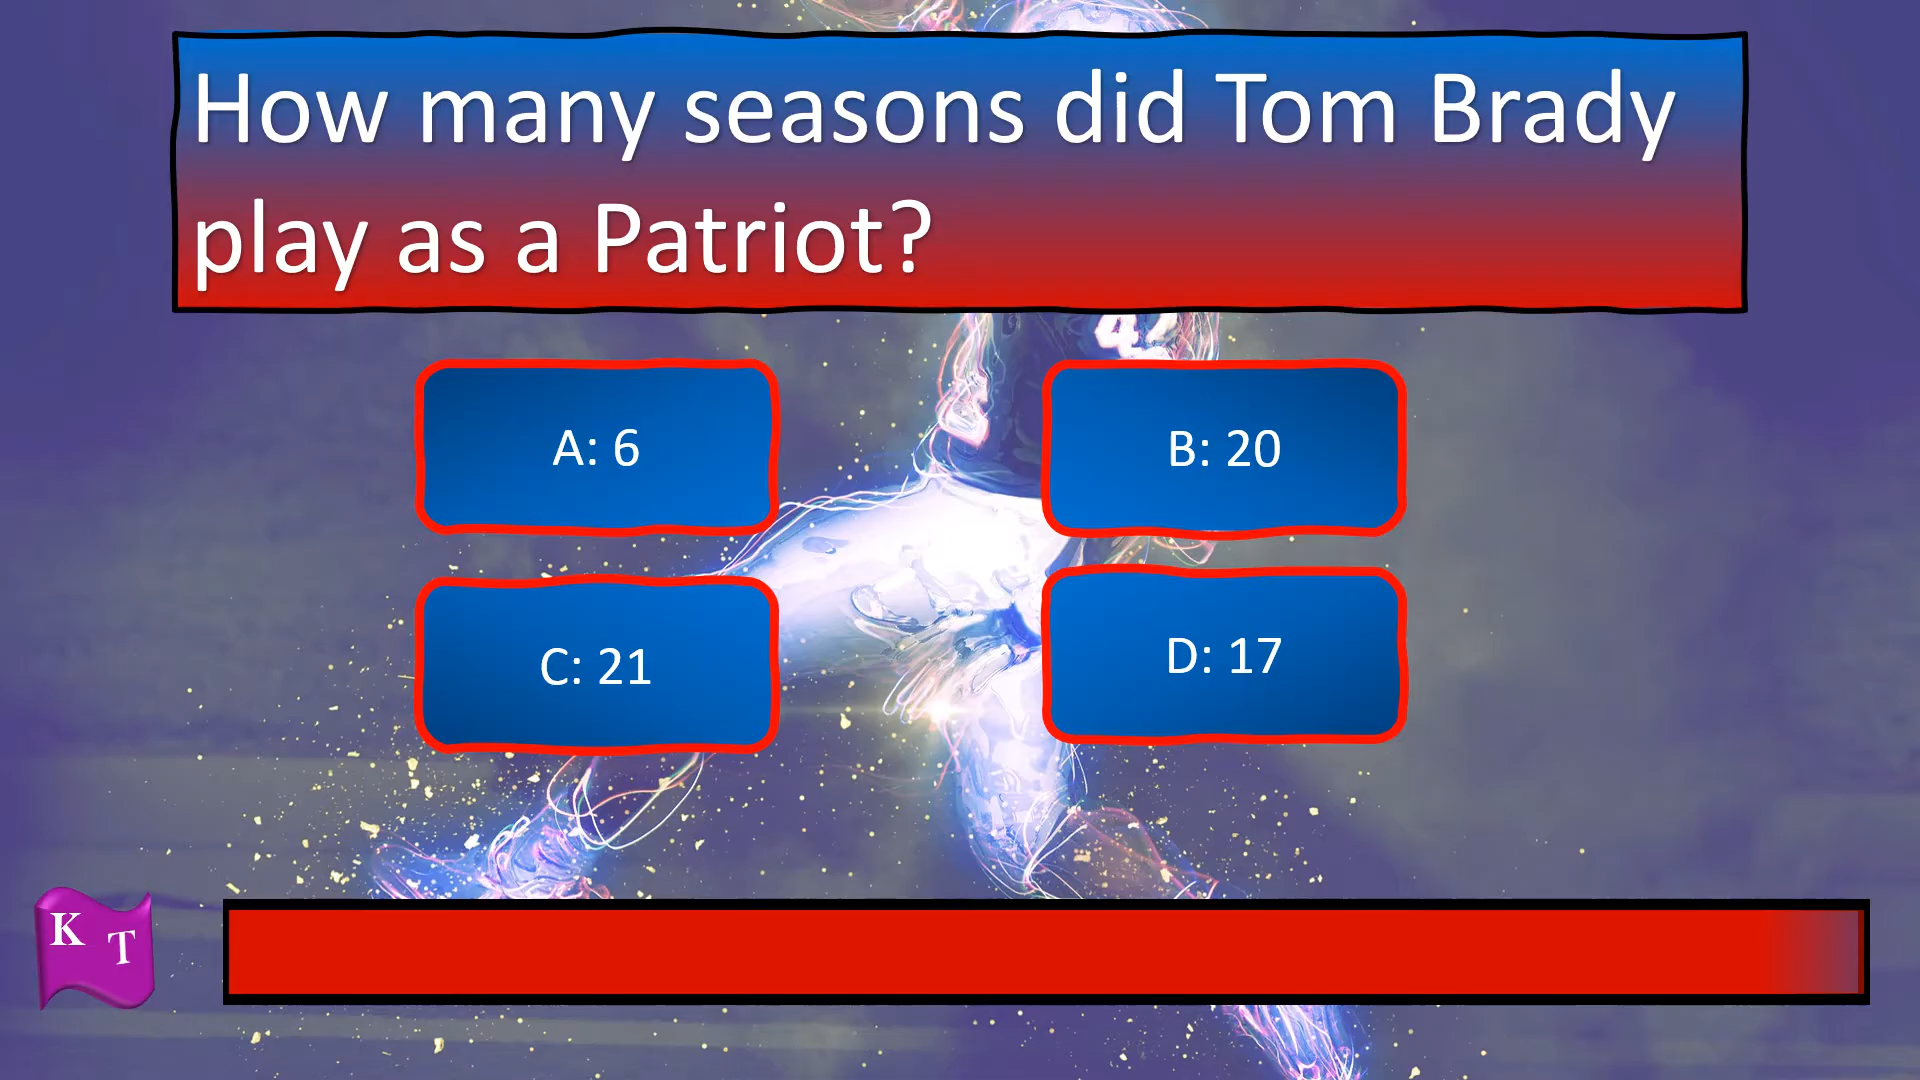 How many seasons did Tom Brady
play as a Patriot?
A: 6
B: 20
C: 21
D: 17
K T